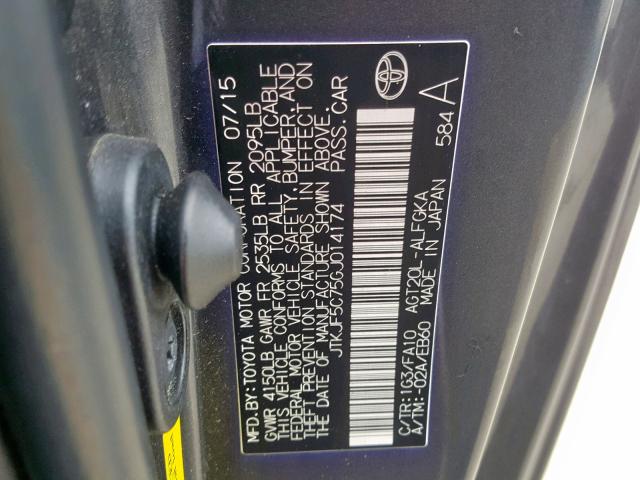 MFD.BY:TOYOTA MOTOR CORPORATION 07/15
GVWR 4150LB GAWR FR 2535LB RR 2095LB
THIS VEHICLE CONFORMS TO ALL APPLICABLE
FEDERAL MOTOR VEHICLE SAFETY, BUMPER, AND
THEFT PREVENTION STANDARDS IN EFFECT ON
THE DATE OF MANUFACTURE SHOWN ABOVE.
JTKJF5C75GJ014174 PASS.CAR
C/TR:1G3/FA10 AGT20L-ALFGKA
A/TM:-02A/EB60 MADE IN JAPAN 584 A